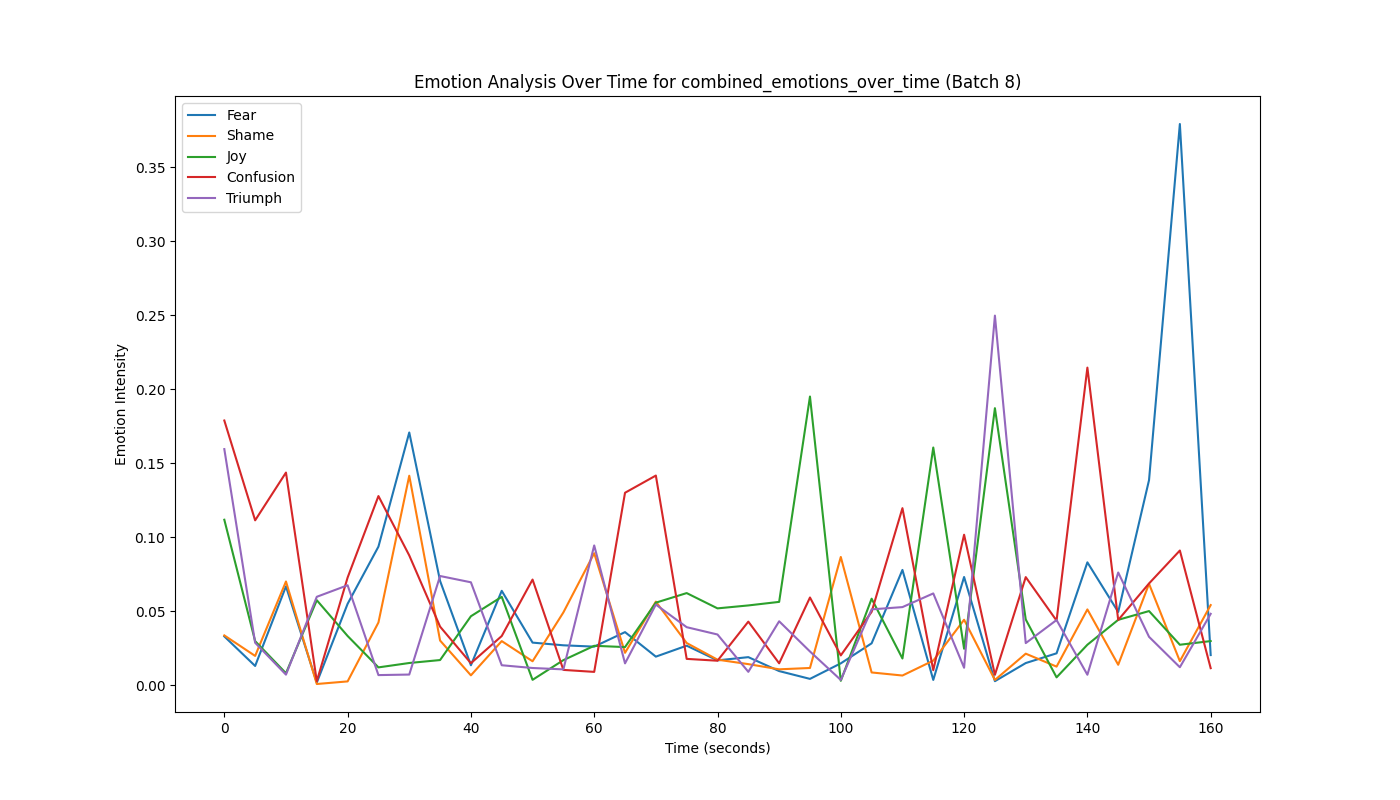 Emotion Analysis Over Time for combined_emotions_over_time (Batch 8)
Fear
Shame
Joy
Confusion
Triumph
0.35
0.30
0.25
0.20
0.15
0.10
0.05
0.00
Emotion Intensity
0 20 40 60 80 100 120 140 160
Time (seconds)